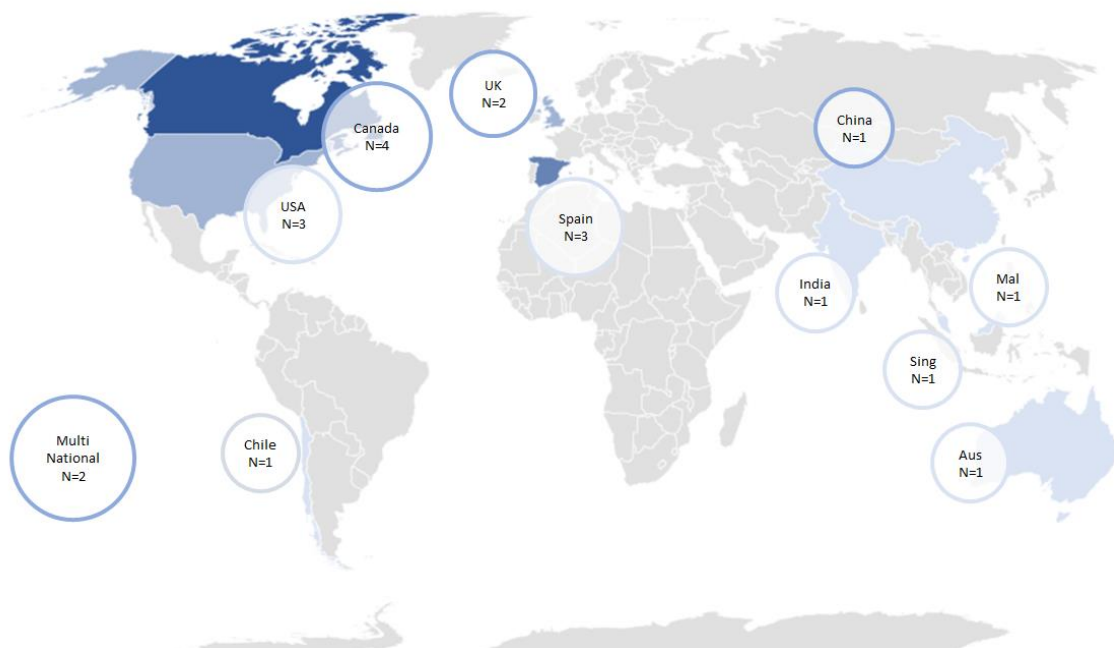 UK
N=2
Canada
N=4
China
N=1
USA
N=3
Spain
N=3
India
N=1
Mal
N=1
Sing
N=1
Multi
National
N=2
Chile
N=1
Aus
N=1